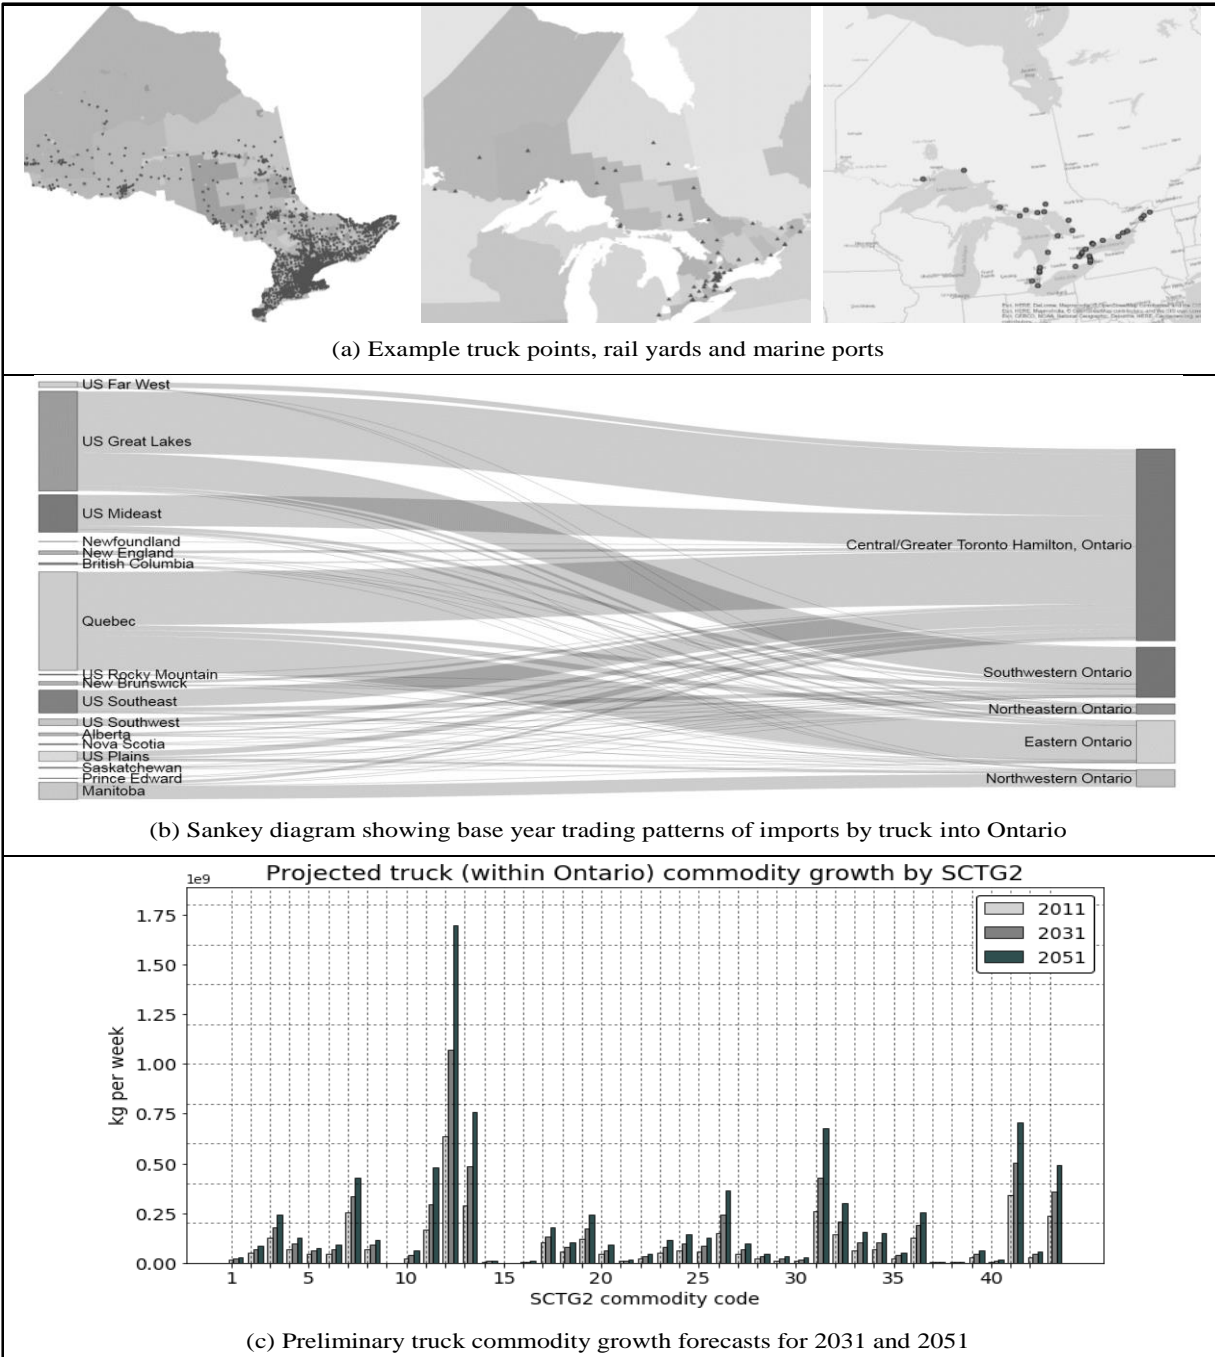 (a) Example truck points, rail yards and marine ports
US Far West
US Great Lakes
US Mideast
Newfoundland
New England
British Columbia
Quebec
US Rocky Mountain
New Brunswick
US Southeast
US Southwest
Alberta
Nova Scotia
US Plains
Saskatchewan
Prince Edward
Manitoba
Central/Greater Toronto Hamilton, Ontario
Southwestern Ontario
Northeastern Ontario
Eastern Ontario
Northwestern Ontario
(b) Sankey diagram showing base year trading patterns of imports by truck into Ontario
Projected truck (within Ontario) commodity growth by SCTG2
1e9
2011
2031
2051
kg per week
1.75
1.50
1.25
1.00
0.75
0.50
0.25
0.00
1 5 10 15 20 25 30 35 40
SCTG2 commodity code
(c) Preliminary truck commodity growth forecasts for 2031 and 2051